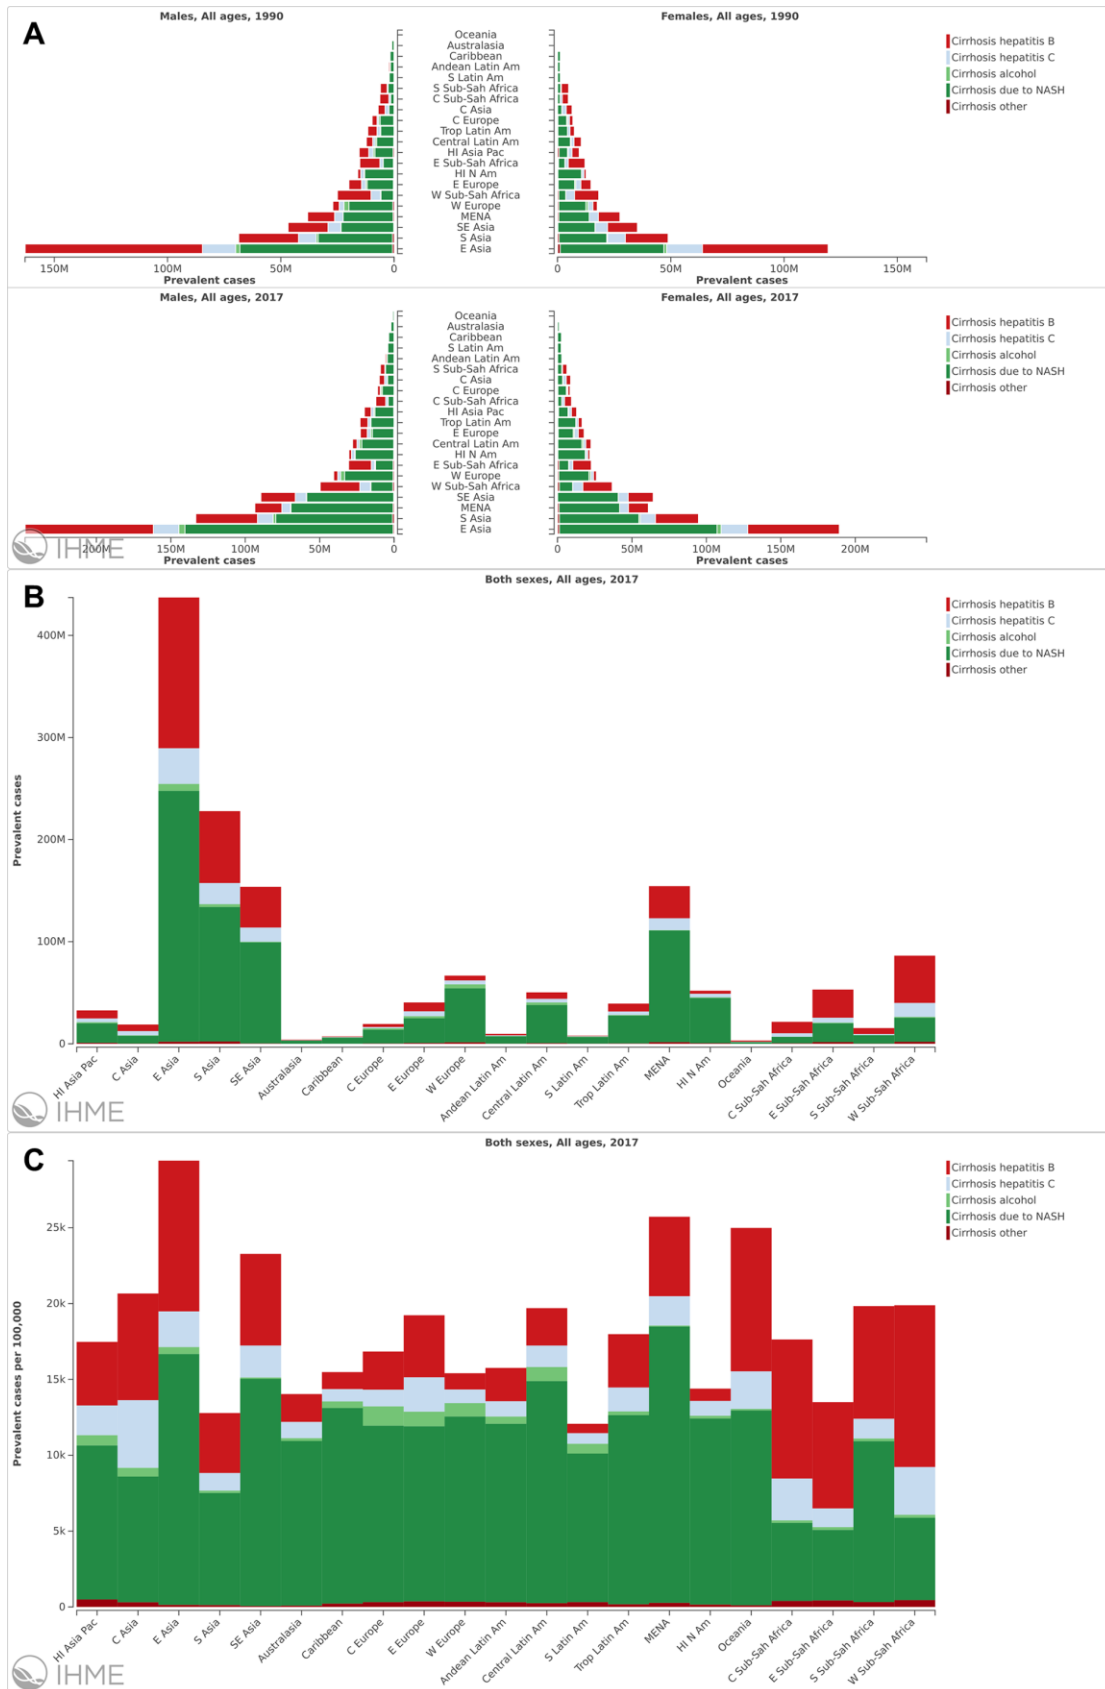 A
Males, All ages, 1990
Females, All ages, 1990
Oceania
Australasia
Caribbean
Andean Latin Am
S Latin Am
S Sub-Sah Africa
C Sub-Sah Africa
C Asia
C Europe
Trop Latin Am
Central Latin Am
HI Asia Pac
E Sub-Sah Africa
HI N Am
E Europe
W Sub-Sah Africa
W Europe
MENA
SE Asia
S Asia
E Asia
150M 100M 50M 0
0 50M 100M 150M
Prevalent cases
Prevalent cases
Cirrhosis hepatitis B
Cirrhosis hepatitis C
Cirrhosis alcohol
Cirrhosis due to NASH
Cirrhosis other
Males, All ages, 2017
Females, All ages, 2017
Oceania
Australasia
Caribbean
S Latin Am
Andean Latin Am
S Sub-Sah Africa
C Asia
C Europe
C Sub-Sah Africa
HI Asia Pac
Trop Latin Am
E Europe
Central Latin Am
HI N Am
E Sub-Sah Africa
W Europe
W Sub-Sah Africa
SE Asia
MENA
S Asia
E Asia
200M 150M 100M 50M 0
0 50M 100M 150M 200M
Prevalent cases
Prevalent cases
Cirrhosis hepatitis B
Cirrhosis hepatitis C
Cirrhosis alcohol
Cirrhosis due to NASH
Cirrhosis other
IHME
B
Both sexes, All ages, 2017
Cirrhosis hepatitis B
Cirrhosis hepatitis C
Cirrhosis alcohol
Cirrhosis due to NASH
Cirrhosis other
Prevalent cases
400M
300M
200M
100M
0
HI Asia Pac
C Asia
E Asia
S Asia
SE Asia
Australasia
Caribbean
C Europe
E Europe
W Europe
Andean Latin Am
Central Latin Am
S Latin Am
Trop Latin Am
MENA
HI N Am
Oceania
C Sub-Sah Africa
E Sub-Sah Africa
S Sub-Sah Africa
W Sub-Sah Africa
IHME
C
Both sexes, All ages, 2017
Cirrhosis hepatitis B
Cirrhosis hepatitis C
Cirrhosis alcohol
Cirrhosis due to NASH
Cirrhosis other
Prevalent cases per 100,000
25k
20k
15k
10k
5k
0
HI Asia Pac
C Asia
E Asia
S Asia
SE Asia
Australasia
Caribbean
C Europe
E Europe
W Europe
Andean Latin Am
Central Latin Am
S Latin Am
Trop Latin Am
MENA
HI N Am
Oceania
C Sub-Sah Africa
E Sub-Sah Africa
S Sub-Sah Africa
W Sub-Sah Africa
IHME